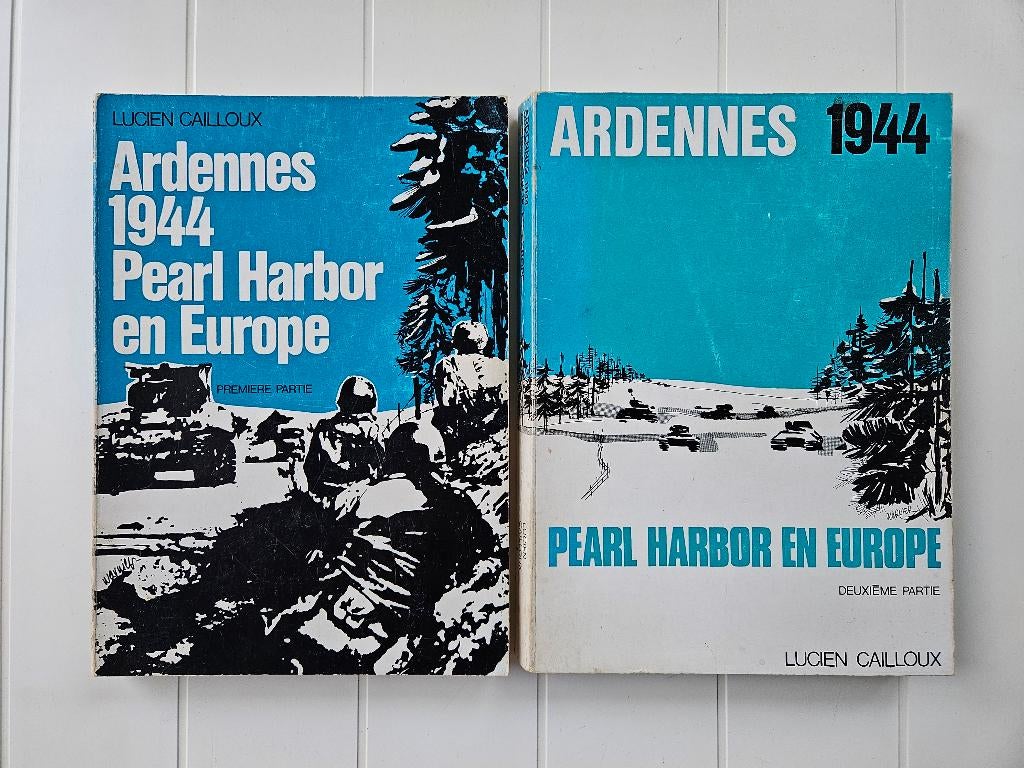 LUCIEN CAILLOUX
Ardennes
1944
Pearl Harbor
en Europe
PREMIERE PARTIE
ARDENNES 1944
PEARL HARBOR EN EUROPE
DEUXIÈME PARTIE
LUCIEN CAILLOUX